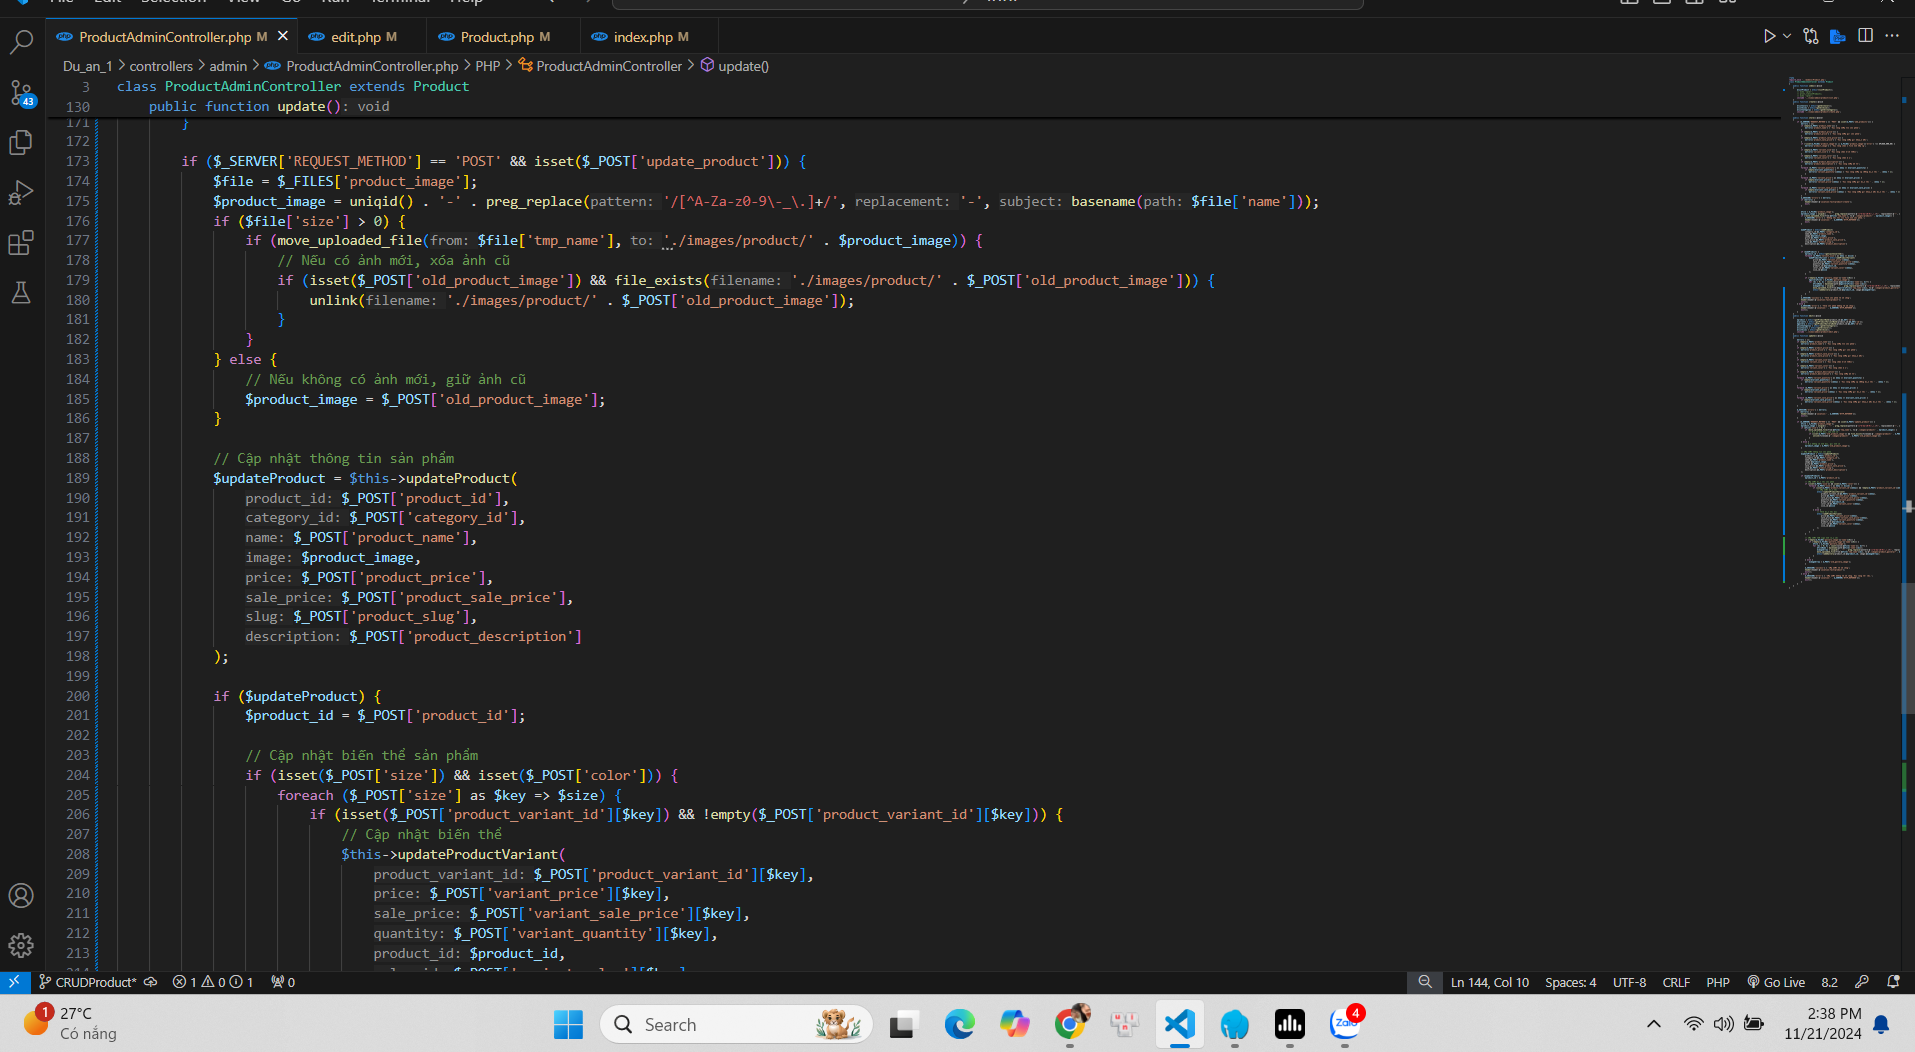 ProductAdminController.php M
edit.php M
Product.php M
index.php M
Du_an_1 > controllers > admin > ProductAdminController.php > PHP > ProductAdminController > update()
3 class ProductAdminController extends Product
130 public function update(): void
171 }
172
173 if ($_SERVER['REQUEST_METHOD'] == 'POST' && isset($_POST['update_product'])) {
174 $file = $_FILES['product_image'];
175 $product_image = uniqid() . '-' . preg_replace(pattern: '/[^A-Za-z0-9\-_\.]+/', replacement: '-', subject: basename(path: $file['name']));
176 if ($file['size'] > 0) {
177 if (move_uploaded_file(from: $file['tmp_name'], to: './images/product/' . $product_image)) {
178 // Nếu có ảnh mới, xóa ảnh cũ
179 if (isset($_POST['old_product_image']) && file_exists(filename: './images/product/' . $_POST['old_product_image'])) {
180 unlink(filename: './images/product/' . $_POST['old_product_image']);
181 }
182 }
183 } else {
184 // Nếu không có ảnh mới, giữ ảnh cũ
185 $product_image = $_POST['old_product_image'];
186 }
187
188 // Cập nhật thông tin sản phẩm
189 $updateProduct = $this->updateProduct(
190 product_id: $_POST['product_id'],
191 category_id: $_POST['category_id'],
192 name: $_POST['product_name'],
193 image: $product_image,
194 price: $_POST['product_price'],
195 sale_price: $_POST['product_sale_price'],
196 slug: $_POST['product_slug'],
197 description: $_POST['product_description']
198 );
199
200 if ($updateProduct) {
201 $product_id = $_POST['product_id'];
202
203 // Cập nhật biến thể sản phẩm
204 if (isset($_POST['size']) && isset($_POST['color'])) {
205 foreach ($_POST['size'] as $key => $size) {
206 if (isset($_POST['product_variant_id'][$key]) && !empty($_POST['product_variant_id'][$key])) {
207 // Cập nhật biến thể
208 $this->updateProductVariant(
209 product_variant_id: $_POST['product_variant_id'][$key],
210 price: $_POST['variant_price'][$key],
211 sale_price: $_POST['variant_sale_price'][$key],
212 quantity: $_POST['variant_quantity'][$key],
213 product_id: $product_id,
43
CRUDProduct* 1 0 1 0
Ln 144, Col 10 Spaces: 4 UTF-8 CRLF PHP Go Live 8.2
1
27°C
Có nắng
Search
Zalo
4
2:38 PM
11/21/2024